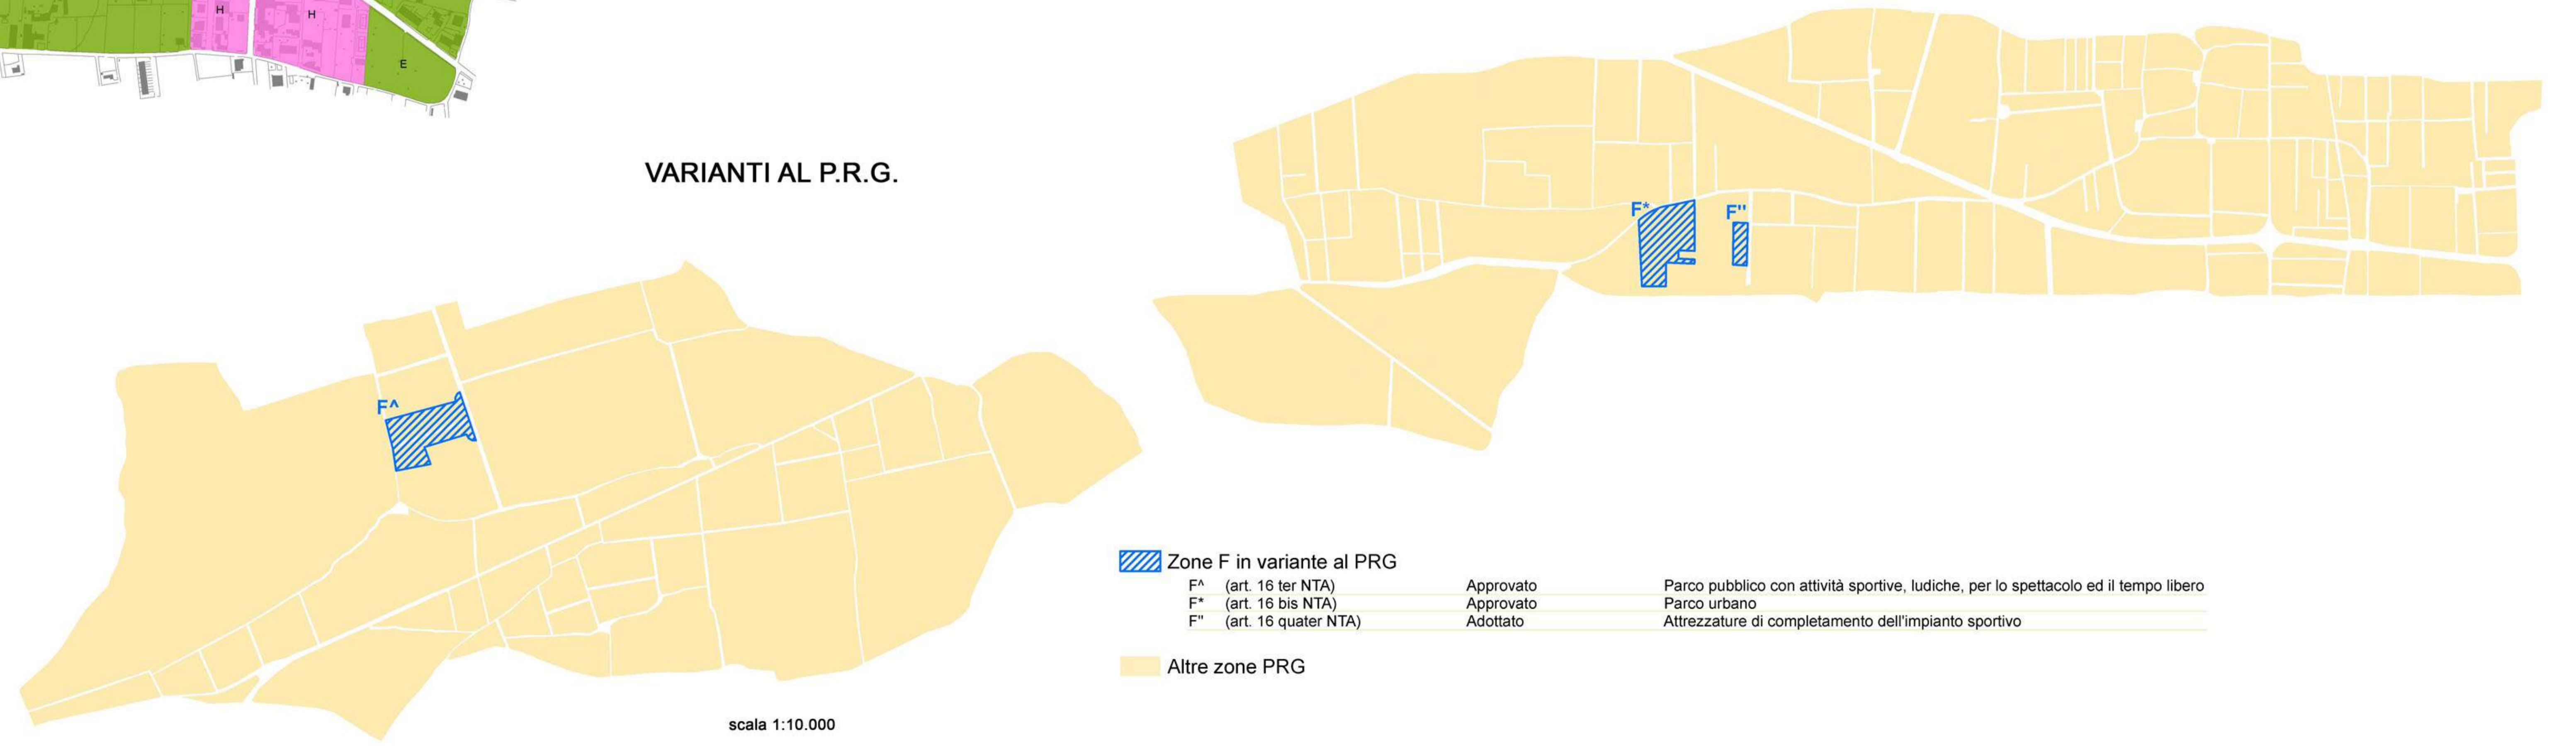 H
H
E
VARIANTI AL P.R.G.
F*
F"
F^
Zone F in variante al PRG
F^ (art. 16 ter NTA) Approvato Parco pubblico con attività sportive, ludiche, per lo spettacolo ed il tempo libero
F* (art. 16 bis NTA) Approvato Parco urbano
F" (art. 16 quater NTA) Adottato Attrezzature di completamento dell'impianto sportivo
Altre zone PRG
scala 1:10.000